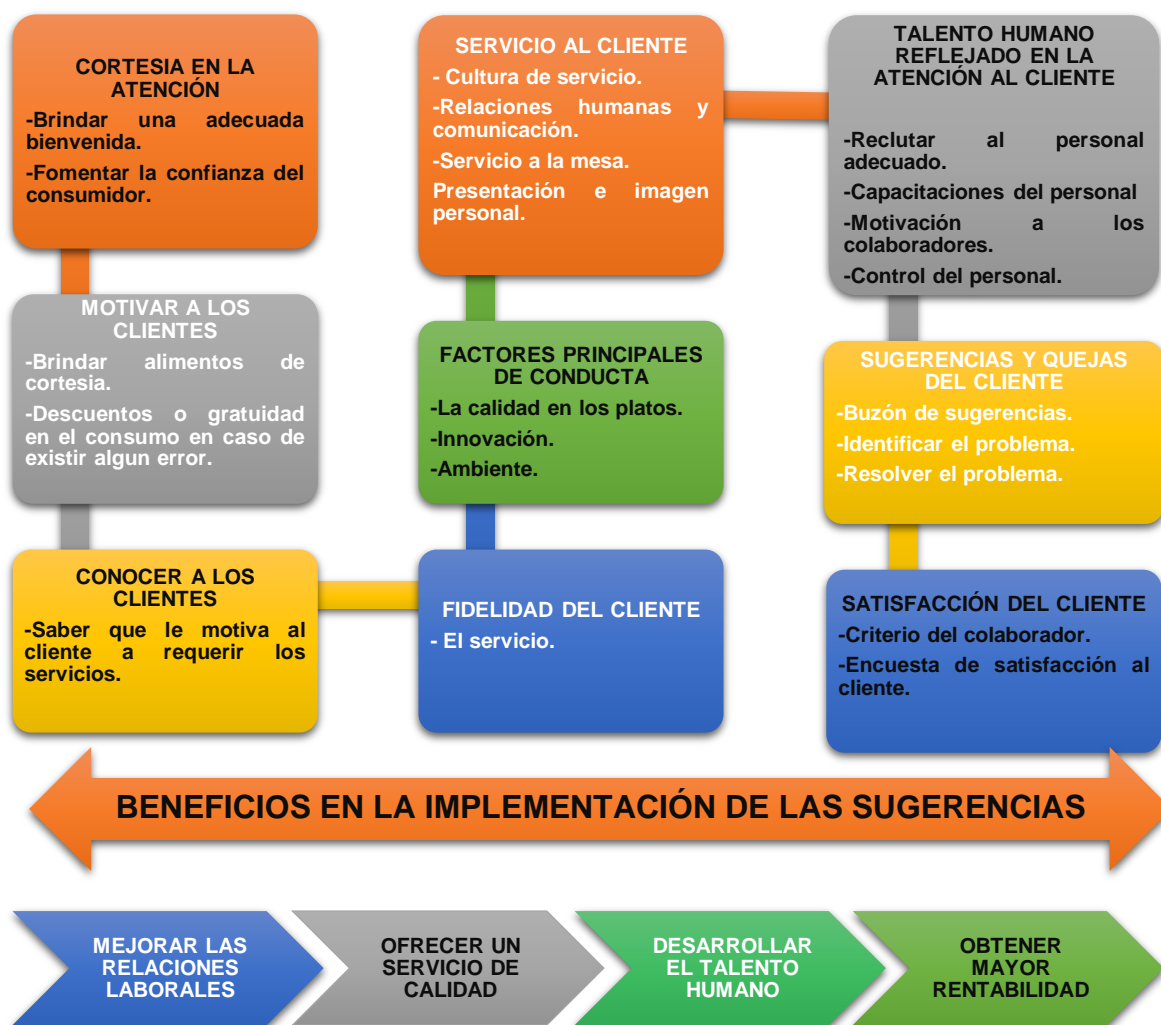 CORTESIA EN LA
ATENCIÓN
-Brindar una adecuada
bienvenida.
-Fomentar la confianza del
consumidor.
MOTIVAR A LOS
CLIENTES
-Brindar alimentos de
cortesia.
-Descuentos o gratuidad
en el consumo en caso de
existir algun error.
CONOCER A LOS
CLIENTES
-Saber que le motiva al
cliente a requerir los
servicios.
FIDELIDAD DEL CLIENTE
- El servicio.
FACTORES PRINCIPALES
DE CONDUCTA
-La calidad en los platos.
-Innovación.
-Ambiente.
SERVICIO AL CLIENTE
- Cultura de servicio.
-Relaciones humanas y
comunicación.
-Servicio a la mesa.
Presentación e imagen
personal.
TALENTO HUMANO
REFLEJADO EN LA
ATENCIÓN AL CLIENTE
-Reclutar al personal
adecuado.
-Capacitaciones del personal
-Motivación a los
colaboradores.
-Control del personal.
SUGERENCIAS Y QUEJAS
DEL CLIENTE
-Buzón de sugerencias.
-Identificar el problema.
-Resolver el problema.
SATISFACCIÓN DEL CLIENTE
-Criterio del colaborador.
-Encuesta de satisfacción al
cliente.
BENEFICIOS EN LA IMPLEMENTACIÓN DE LAS SUGERENCIAS
MEJORAR LAS
RELACIONES
LABORALES
OFRECER UN
SERVICIO DE
CALIDAD
DESARROLLAR
EL TALENTO
HUMANO
OBTENER
MAYOR
RENTABILIDAD